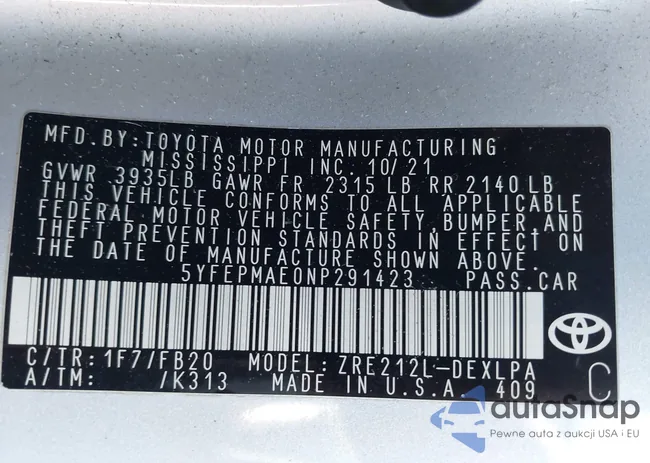 MFD. BY: TOYOTA MOTOR MANUFACTURING
MISSISSIPPI INC. 10/21
GVWR 3935LB GAWR FR 2315 LB RR 2140 LB
THIS VEHICLE CONFORMS TO ALL APPLICABLE
FEDERAL MOTOR VEHICLE SAFETY, BUMPER, AND
THEFT PREVENTION STANDARDS IN EFFECT ON
THE DATE OF MANUFACTURE SHOWN ABOVE.
5YFEPMAE0NP291423 PASS. CAR
C/TR: 1F7/FB20 MODEL: ZRE212L-DEXLPA
A/TM: /K313 MADE IN U.S.A. 409 C
autoSnap
Pewne auta z aukcji USA i EU